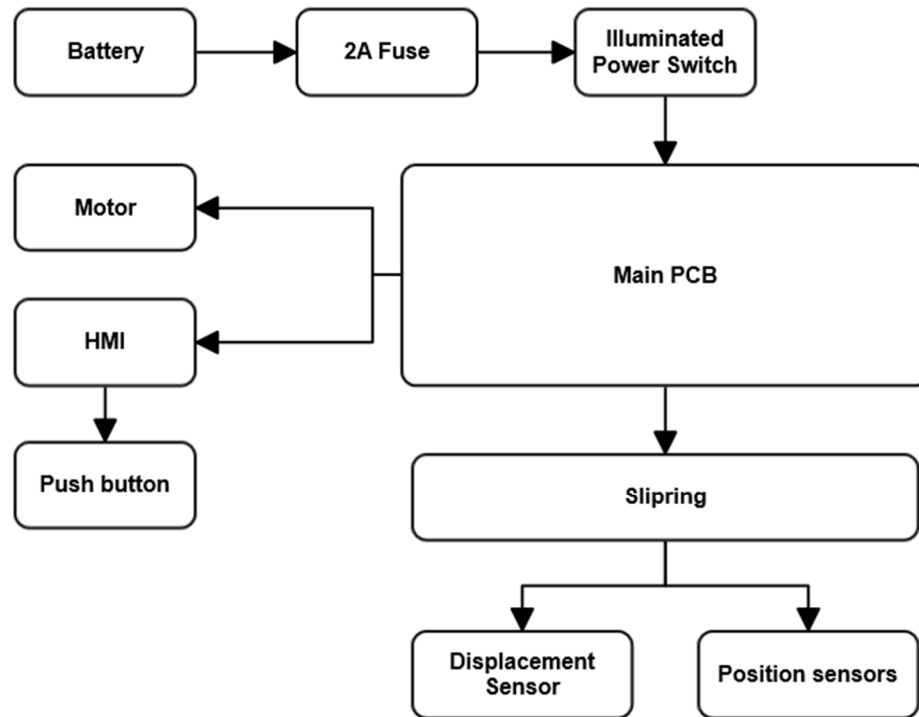 Battery
2A Fuse
Illuminated
Power Switch
Motor
Main PCB
HMI
Push button
Slipring
Displacement
Sensor
Position sensors